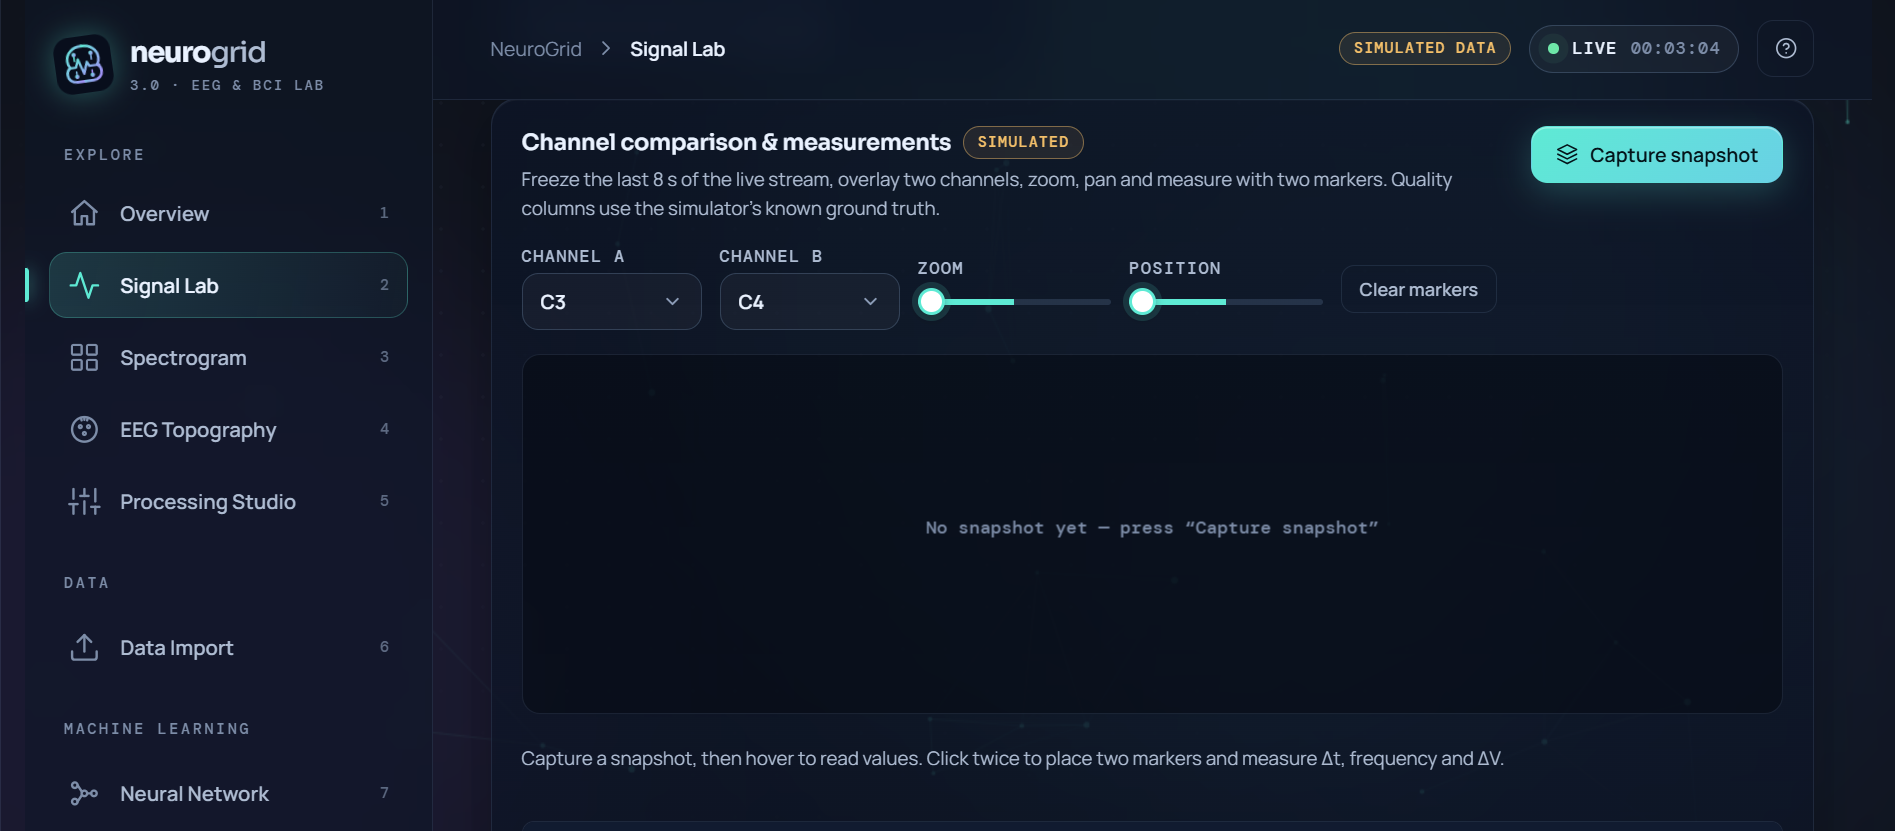 neurogrid
3.0 · EEG & BCI LAB
EXPLORE
Overview 1
Signal Lab 2
Spectrogram 3
EEG Topography 4
Processing Studio 5
DATA
Data Import 6
MACHINE LEARNING
Neural Network 7
NeuroGrid > Signal Lab
SIMULATED DATA
LIVE 00:03:04
Channel comparison & measurements SIMULATED
Freeze the last 8 s of the live stream, overlay two channels, zoom, pan and measure with two markers. Quality
columns use the simulator’s known ground truth.
Capture snapshot
CHANNEL A
C3
CHANNEL B
C4
ZOOM
POSITION
Clear markers
No snapshot yet — press “Capture snapshot”
Capture a snapshot, then hover to read values. Click twice to place two markers and measure Δt, frequency and ΔV.